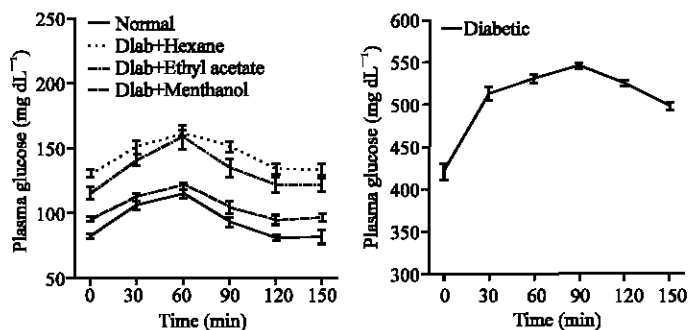 Normal
Dlab+Hexane
Dlab+Ethyl acetate
Dlab+Menthanol
250
200
150
100
50
Plasma glucose (mg dL⁻¹)
0 30 60 90 120 150
Time (min)
Diabetic
600
550
500
450
400
300
Plasma glucose (mg dL⁻¹)
0 30 60 90 120 150
Time (min)